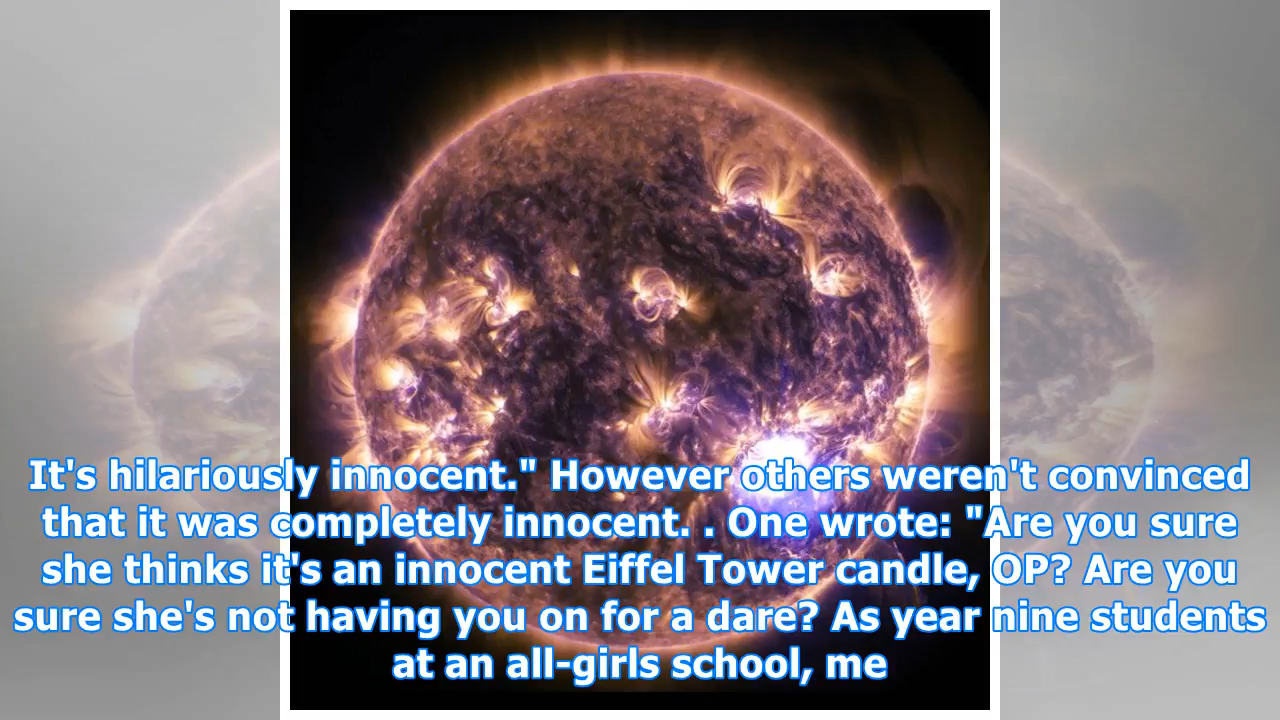 It's hilariously innocent." However others weren't convinced
that it was completely innocent. . One wrote: "Are you sure
she thinks it's an innocent Eiffel Tower candle, OP? Are you
sure she's not having you on for a dare? As year nine students
at an all-girls school, me